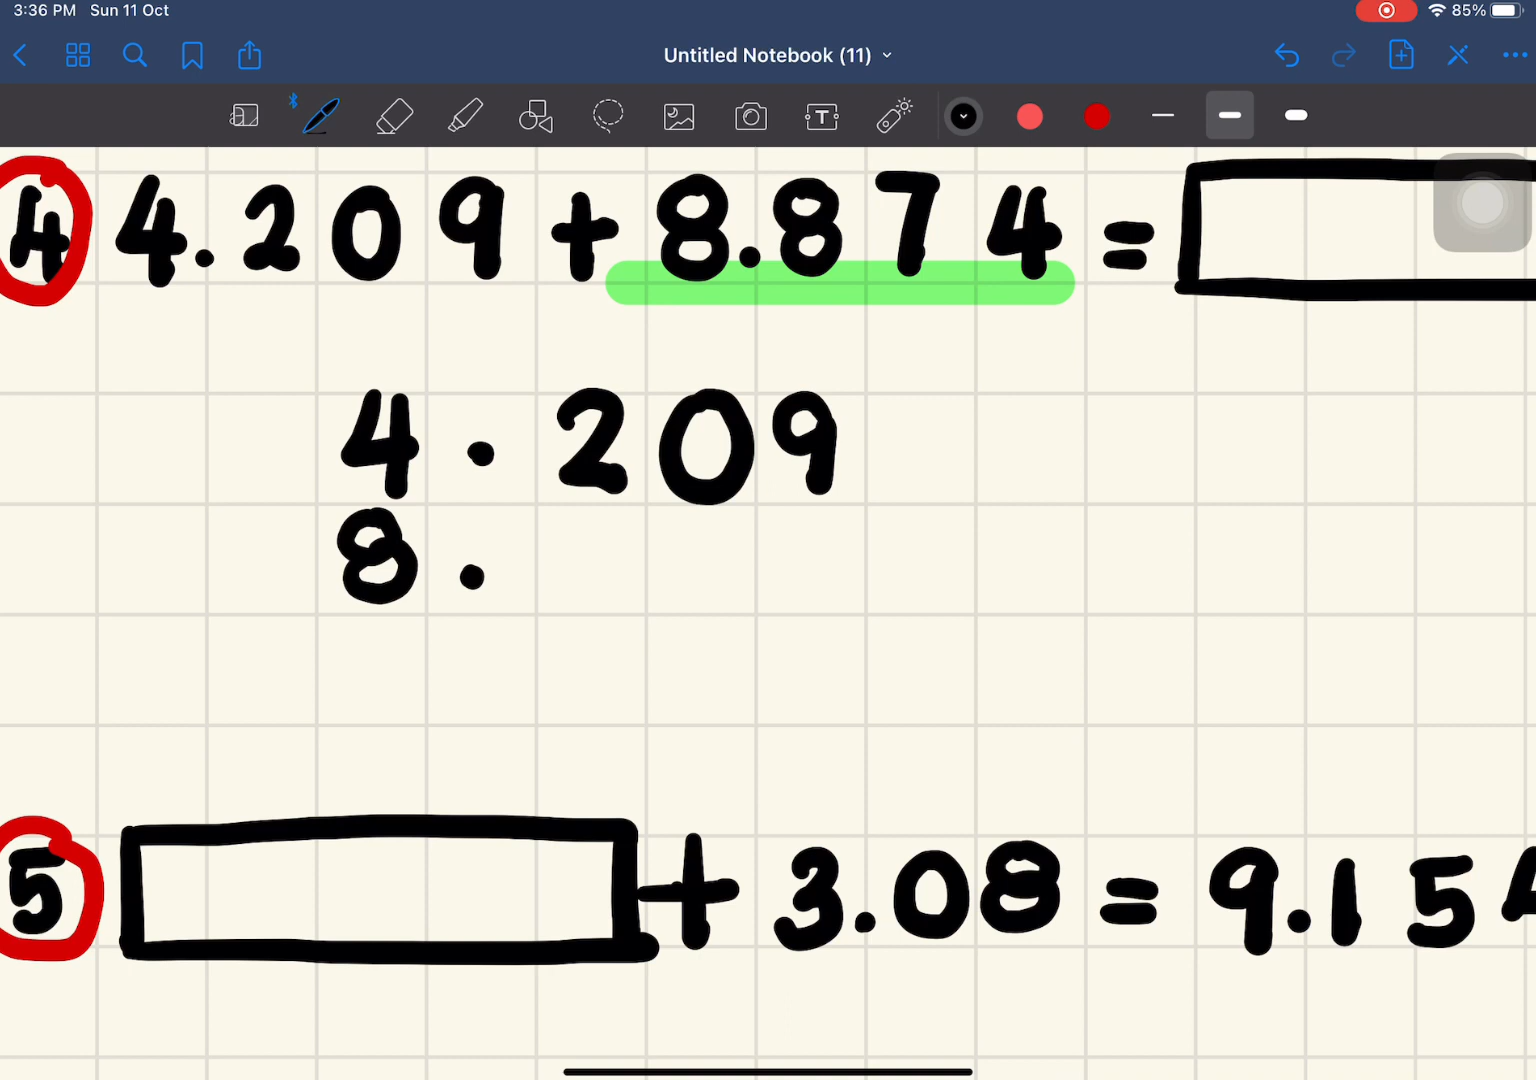 3:36 PM Sun 11 Oct 85%
Untitled Notebook (11)
4 4.209+8.874=
4.209
8.
5 +3.08=9.154